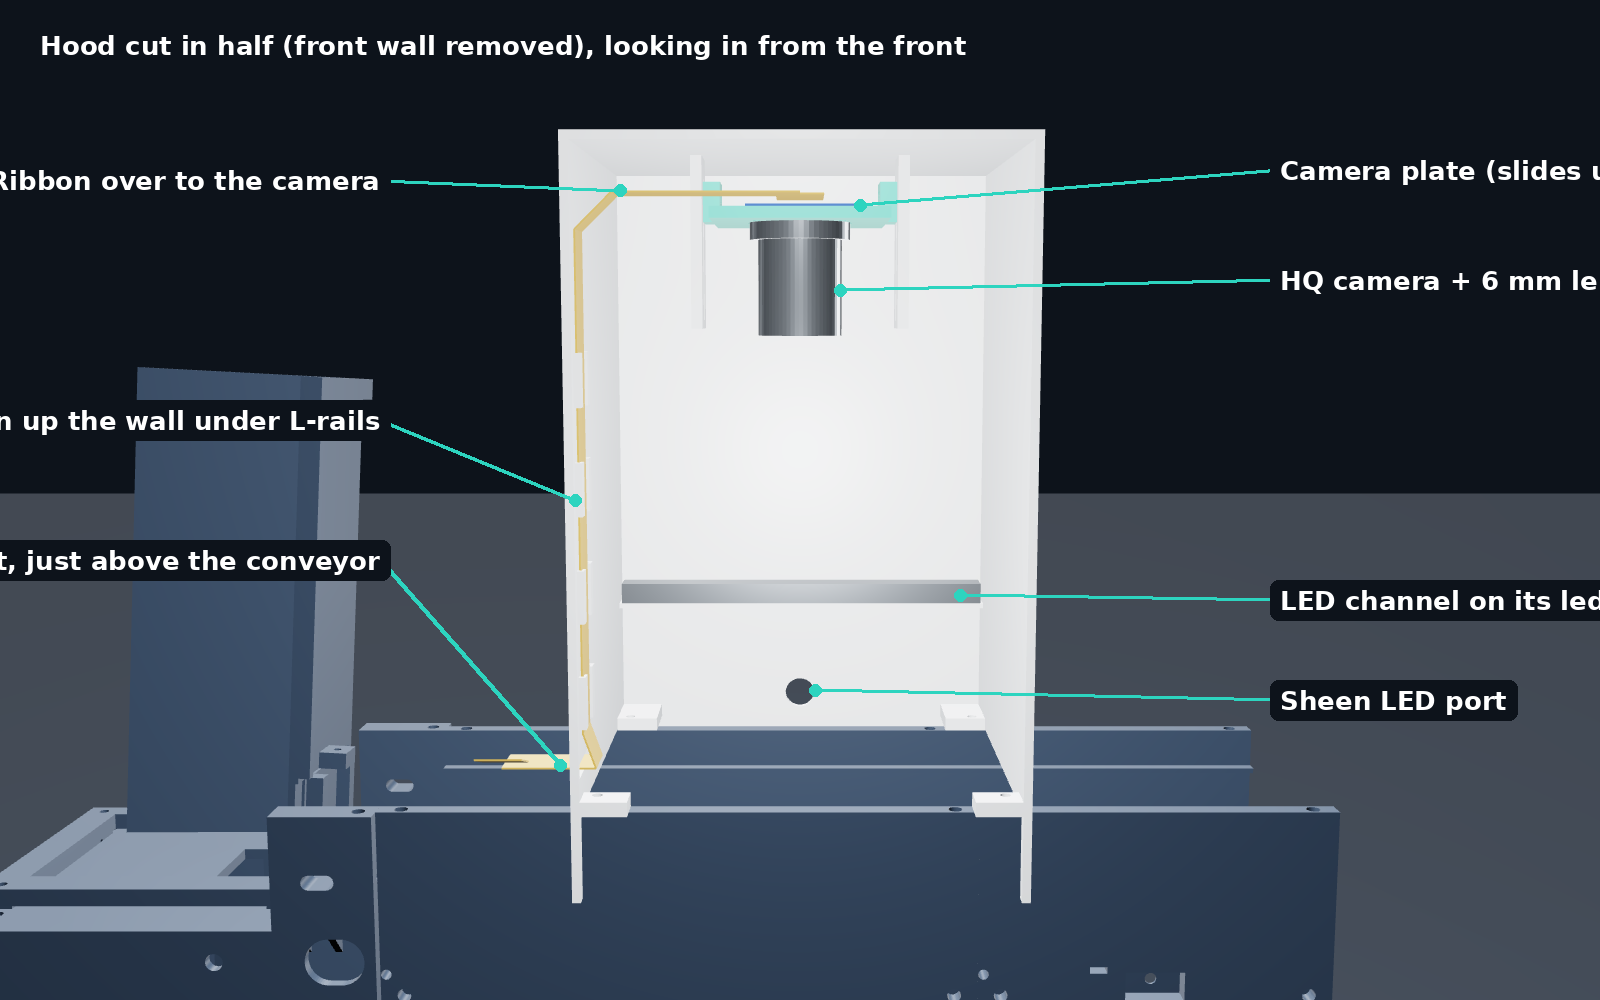 Hood cut in half (front wall removed), looking in from the front
Ribbon over to the camera
Camera plate (slides
HQ camera + 6 mm
up the wall under L-rails
just above the conveyor
LED channel on its
Sheen LED port